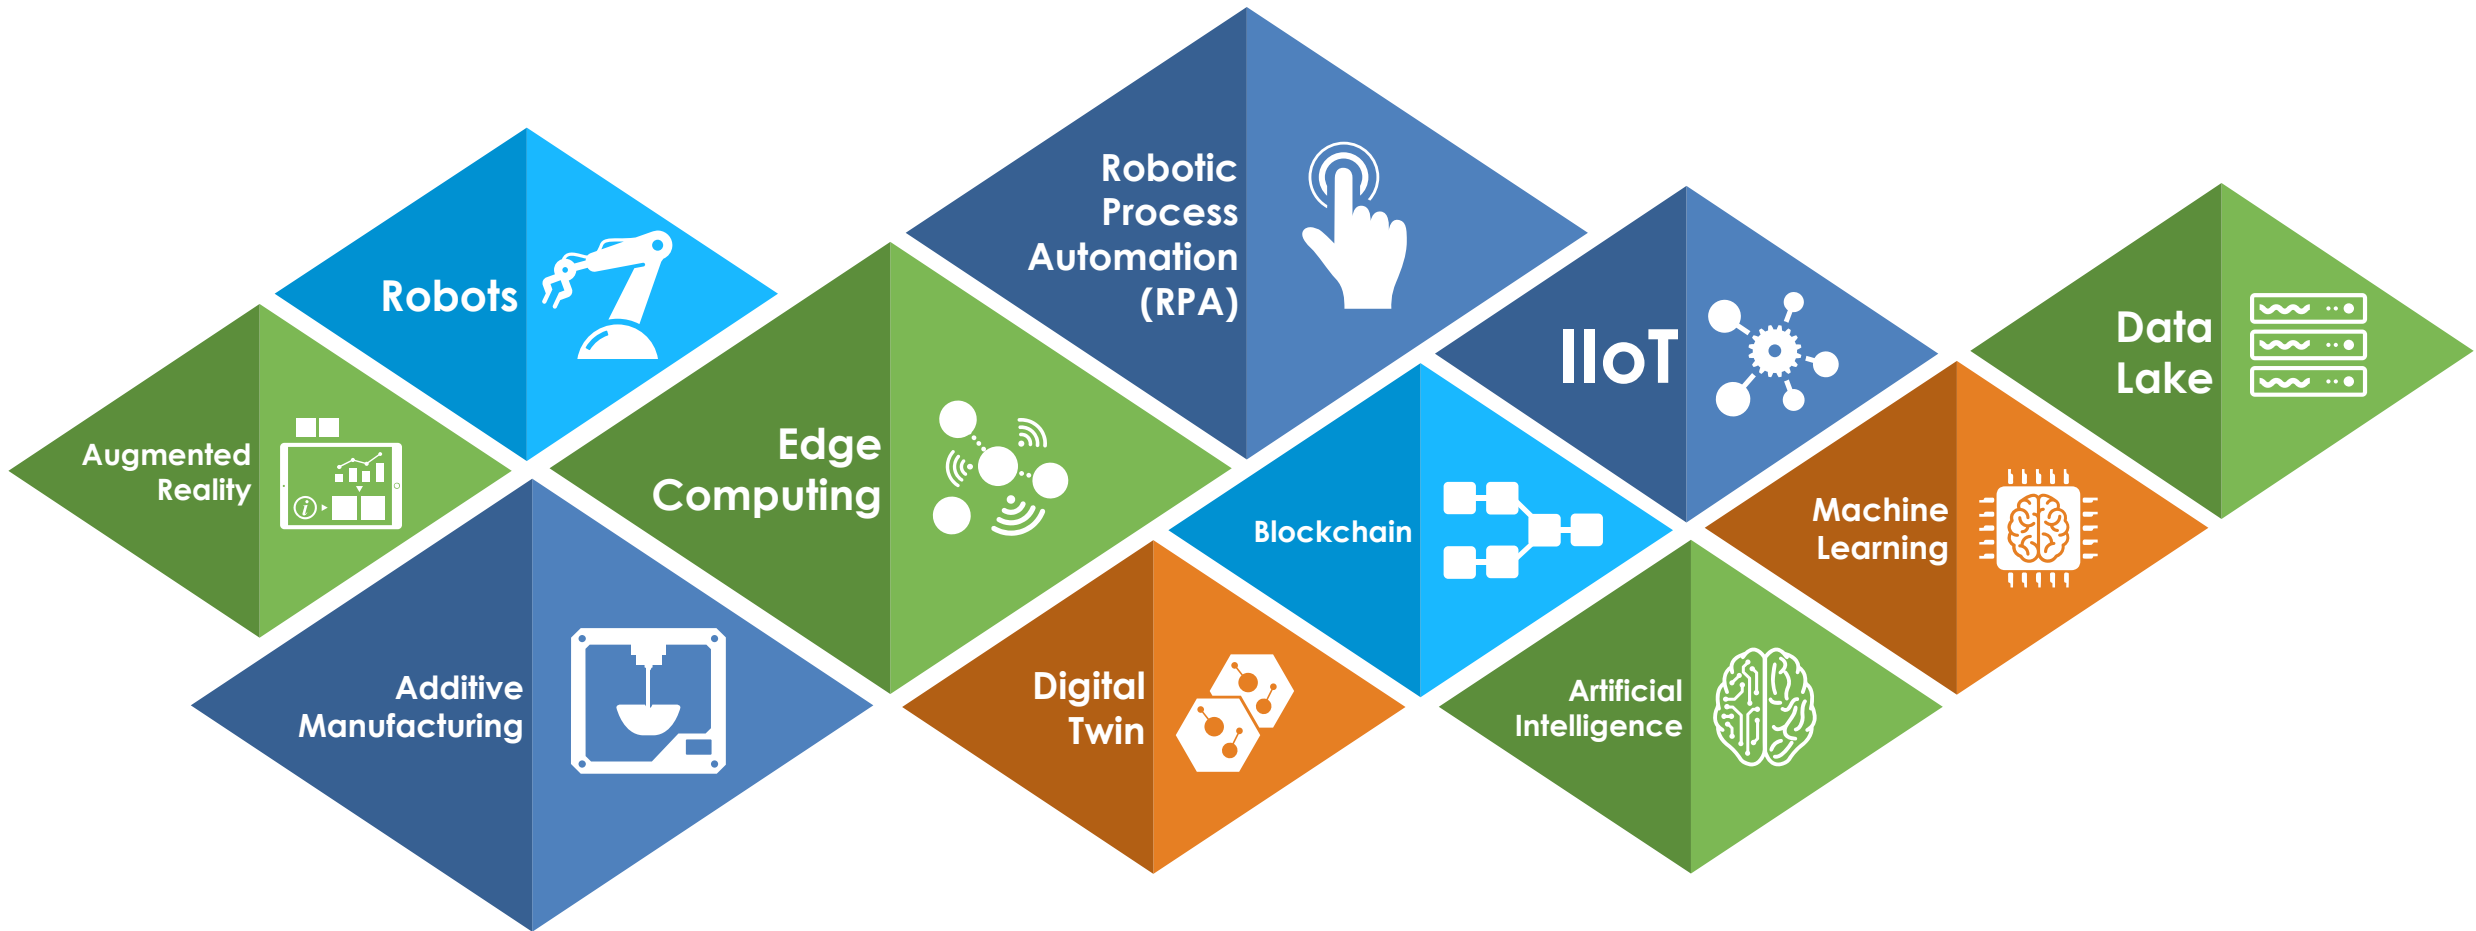 Robotic
Process
Automation
(RPA)
Robots
IIoT
Data
Lake
Augmented
Reality
Edge
Computing
Blockchain
Machine
Learning
Additive
Manufacturing
Digital
Twin
Artificial
Intelligence
i